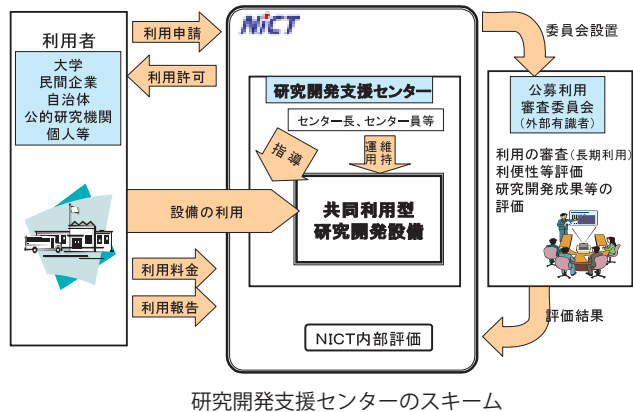 利用者
大学
民間企業
自治体
公的研究機関
個人等
利用申請
利用許可
設備の利用
利用料金
利用報告
NICT
研究開発支援センター
センター長、センター員等
指導
運用
維持
共同利用型
研究開発設備
NICT内部評価
委員会設置
公募利用
審査委員会
(外部有識者)
利用の審査(長期利用)
利便性等評価
研究開発成果等の
評価
評価結果
研究開発支援センターのスキーム